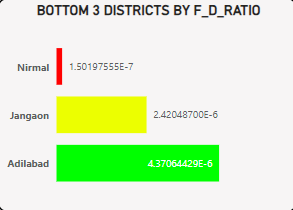 BOTTOM 3 DISTRICTS BY F_D_RATIO
Nirmal 1.50197555E-7
Jangaon 2.42048700E-6
Adilabad 4.37064429E-6